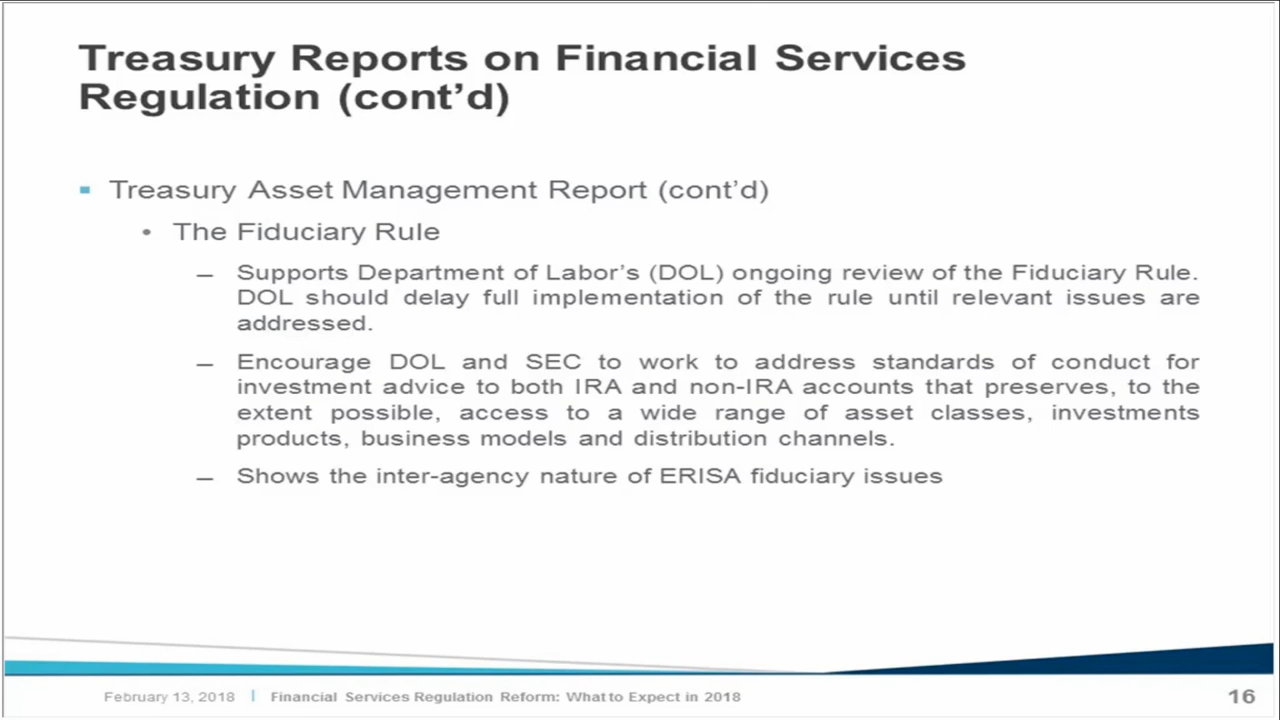 Treasury Reports on Financial Services
Regulation (cont’d)
Treasury Asset Management Report (cont’d)
• The Fiduciary Rule
– Supports Department of Labor’s (DOL) ongoing review of the Fiduciary Rule.
DOL should delay full implementation of the rule until relevant issues are
addressed.
– Encourage DOL and SEC to work to address standards of conduct for
investment advice to both IRA and non-IRA accounts that preserves, to the
extent possible, access to a wide range of asset classes, investments
products, business models and distribution channels.
– Shows the inter-agency nature of ERISA fiduciary issues
February 13, 2018 | Financial Services Regulation Reform: What to Expect in 2018
16